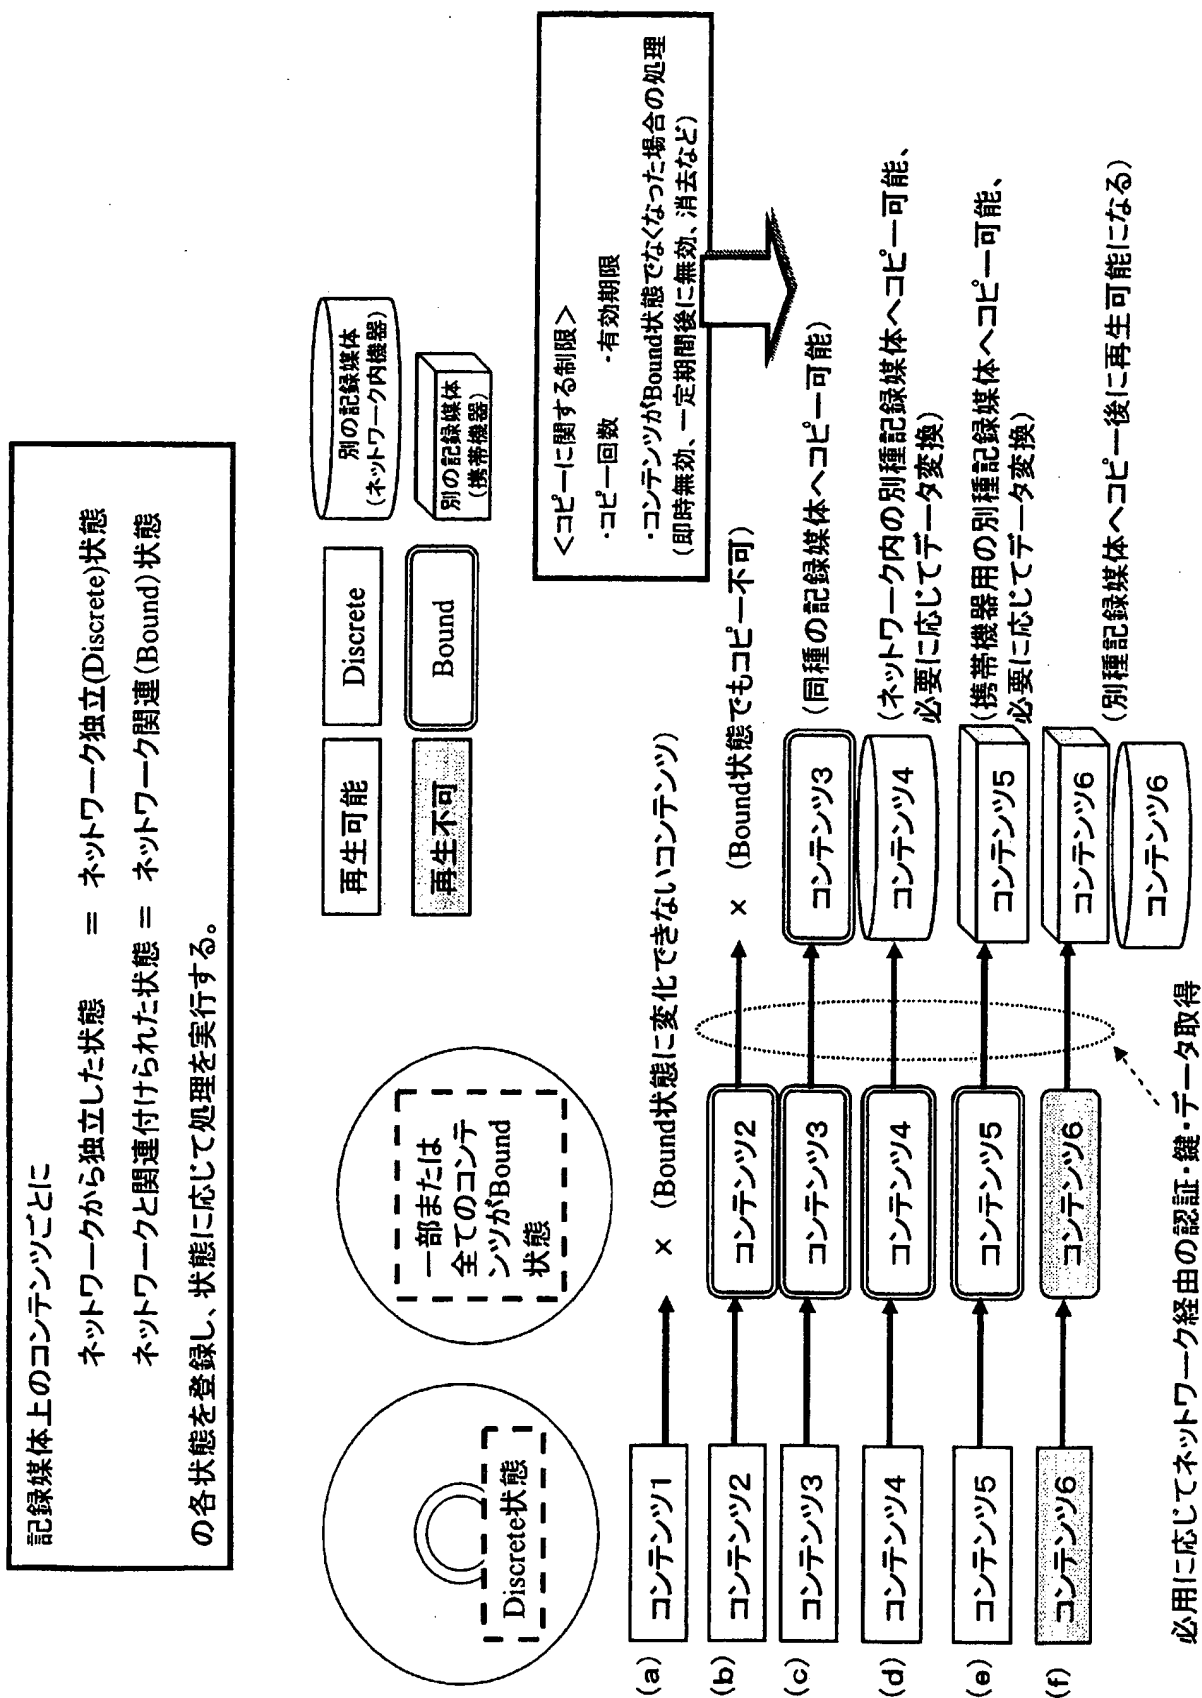 記録媒体上のコンテンツごとに
ネットワークから独立した状態 = ネットワーク独立(Discrete)状態
ネットワークと関連付けられた状態 = ネットワーク関連(Bound)状態
の各状態を登録し、状態に応じて処理を実行する。
再生可能
Discrete
別の記録媒体
(ネットワーク内機器)
再生不可
Bound
別の記録媒体
(携帯機器)
Discrete状態
一部または
全てのコンテ
ンツがBound
状態
<コピーに関する制限>
・コピー回数 ・有効期限
・コンテンツがBound状態でなくなった場合の処理
(即時無効、一定期間後に無効、消去など)
(a) コンテンツ1 × (Bound状態に変化できないコンテンツ)
(b) コンテンツ2 コンテンツ2 × (Bound状態でもコピー不可)
(c) コンテンツ3 コンテンツ3 コンテンツ3 (同種の記録媒体へコピー可能)
(d) コンテンツ4 コンテンツ4 コンテンツ4 (ネットワーク内の別種記録媒体へコピー可能、
必要に応じてデータ変換)
(e) コンテンツ5 コンテンツ5 コンテンツ5 (携帯機器用の別種記録媒体へコピー可能、
必要に応じてデータ変換)
(f) コンテンツ6 コンテンツ6 コンテンツ6 (別種記録媒体へコピー後に再生可能になる)
コンテンツ6
必用に応じてネットワーク経由の認証・鍵・データ取得